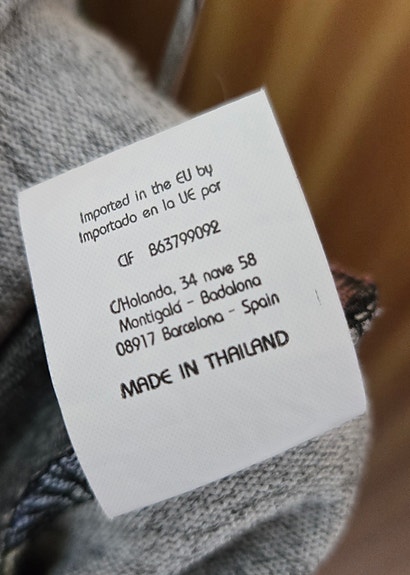 Imported in the EU by
Importado en la UE por
CIF B63799092
C/Holanda, 34 nave 58
Montigalá - Badalona
08917 Barcelona - Spain
MADE IN THAILAND